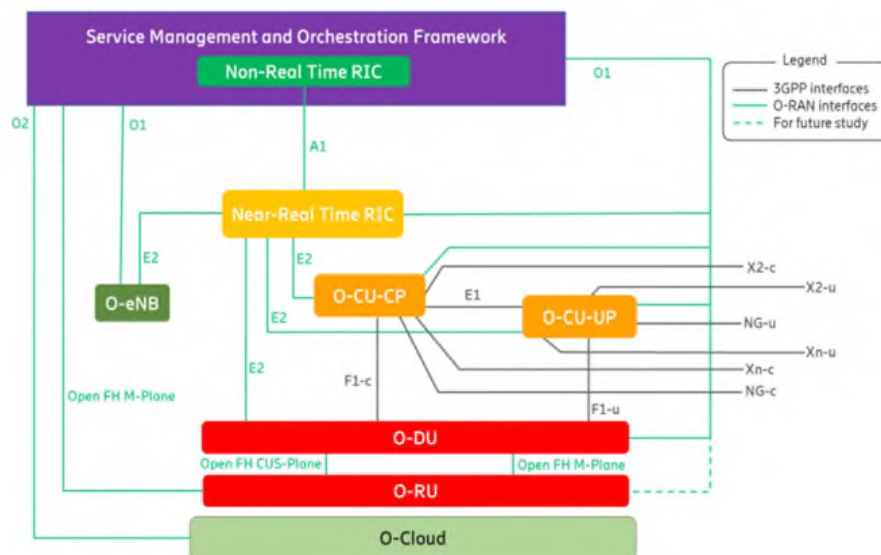 Service Management and Orchestration Framework
Non-Real Time RIC
O1
Legend
3GPP interfaces
O-RAN interfaces
For future study
O2
O1
A1
Near-Real Time RIC
E2
E2
O-eNB
O-CU-CP
E1
X2-c
X2-u
O-CU-UP
NG-u
E2
Xn-u
E2
F1-c
Xn-c
NG-c
Open FH M-Plane
F1-u
O-DU
Open FH CUS-Plane
Open FH M-Plane
O-RU
O-Cloud